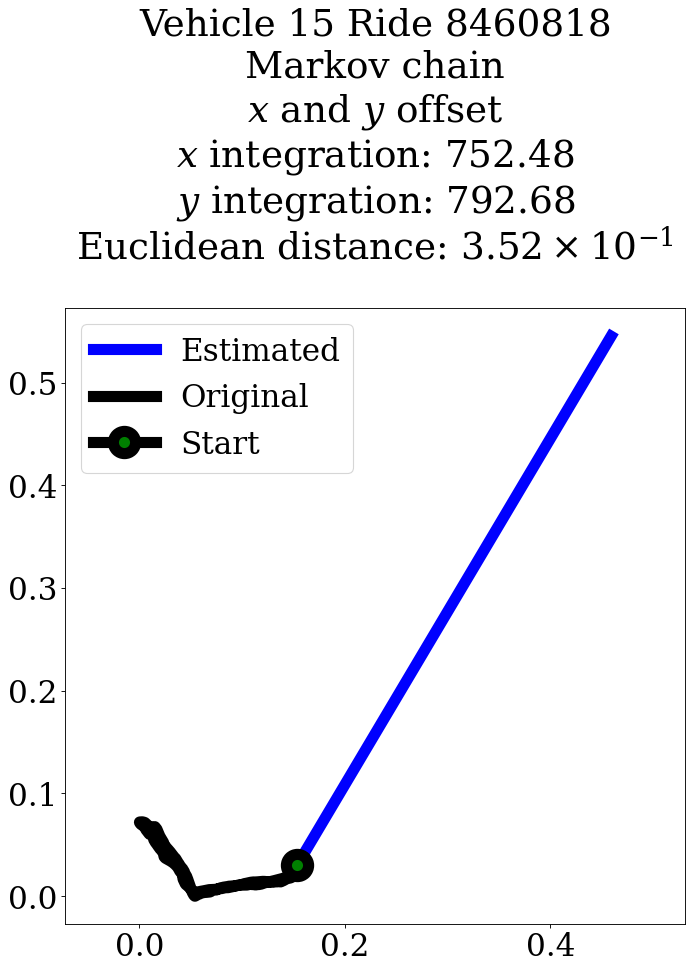 Vehicle 15 Ride 8460818
Markov chain
x and y offset
x integration: 752.48
y integration: 792.68
Euclidean distance: 3.52 × 10⁻¹
Estimated
Original
Start
0.5
0.4
0.3
0.2
0.1
0.0
0.0 0.2 0.4